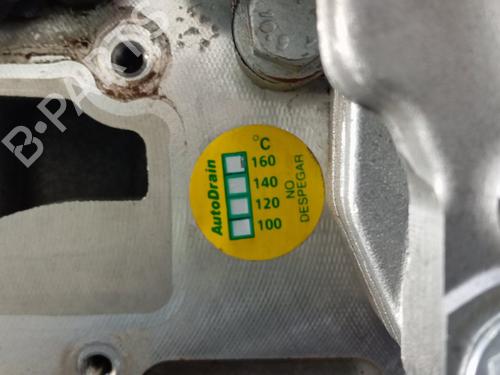 B-PARTS
AutoDrain
°C
160
140
120
100
NO
DESPEGAR